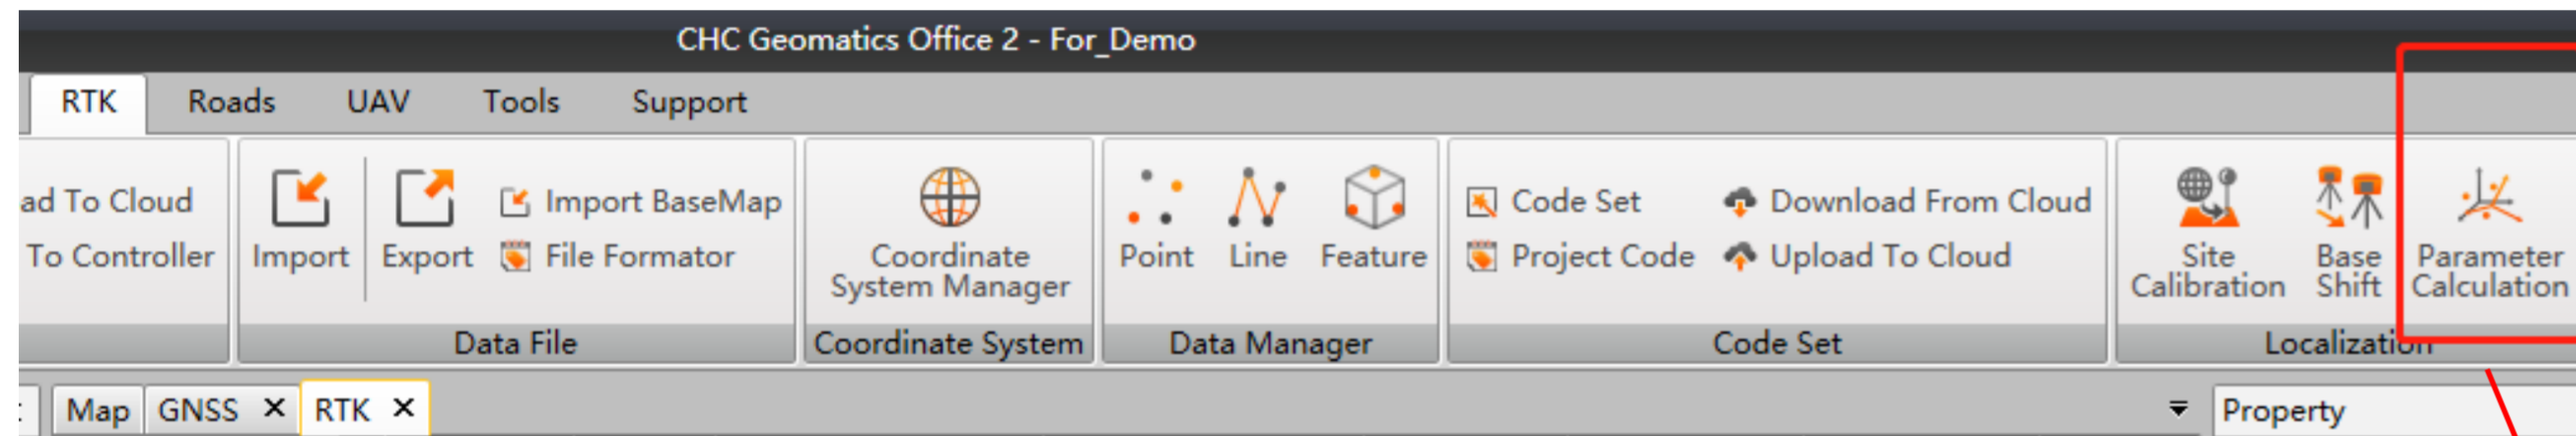 CHC Geomatics Office 2 - For_Demo
RTK Roads UAV Tools Support
ad To Cloud
To Controller
Import
Export
Import BaseMap
File Formator
Data File
Coordinate
System Manager
Coordinate System
Point
Line
Feature
Data Manager
Code Set
Project Code
Download From Cloud
Upload To Cloud
Code Set
Site
Calibration
Base
Shift
Parameter
Calculation
Localization
Map GNSS RTK
Property